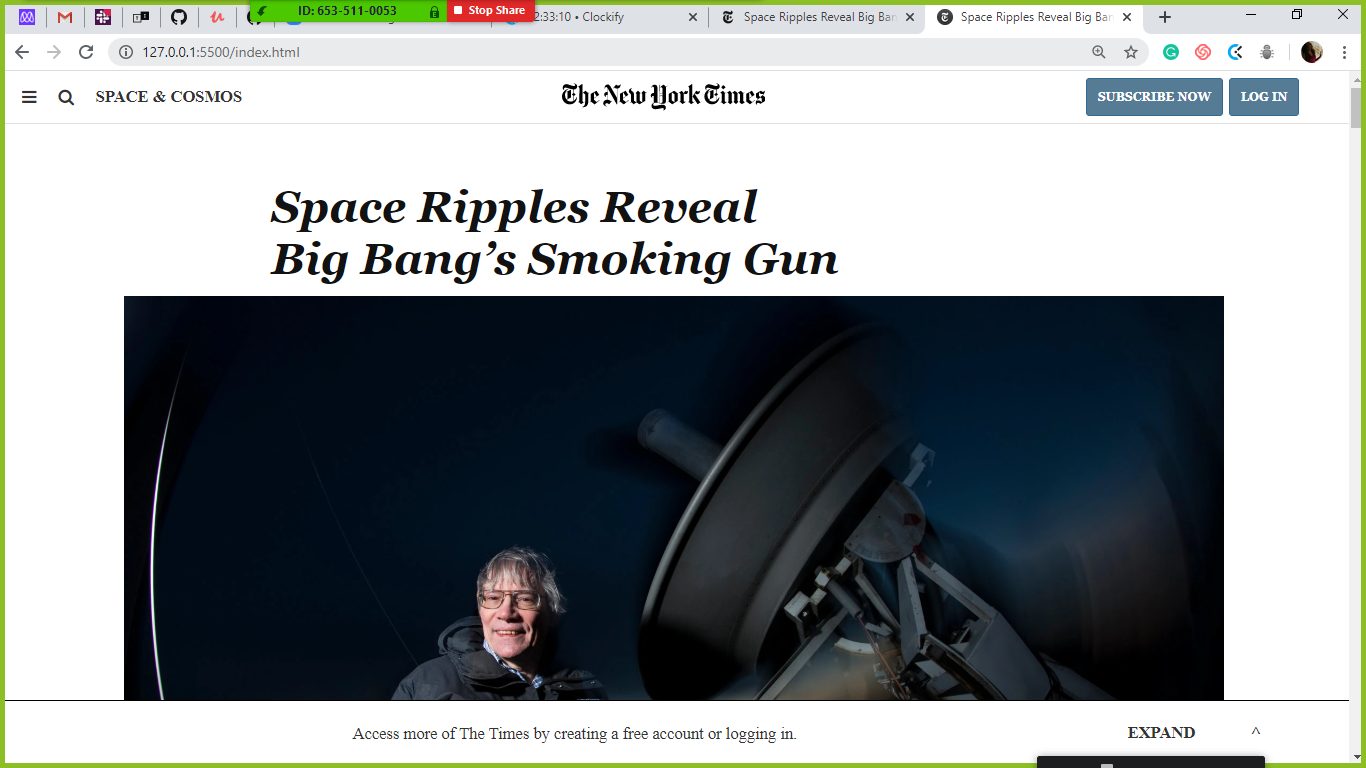 ID: 653-511-0053
Stop Share
2:33:10 • Clockify
Space Ripples Reveal Big Ban
Space Ripples Reveal Big Ban
127.0.0.1:5500/index.html
SPACE & COSMOS
The New York Times
SUBSCRIBE NOW
LOG IN
Space Ripples Reveal
Big Bang’s Smoking Gun
Access more of The Times by creating a free account or logging in.
EXPAND ^